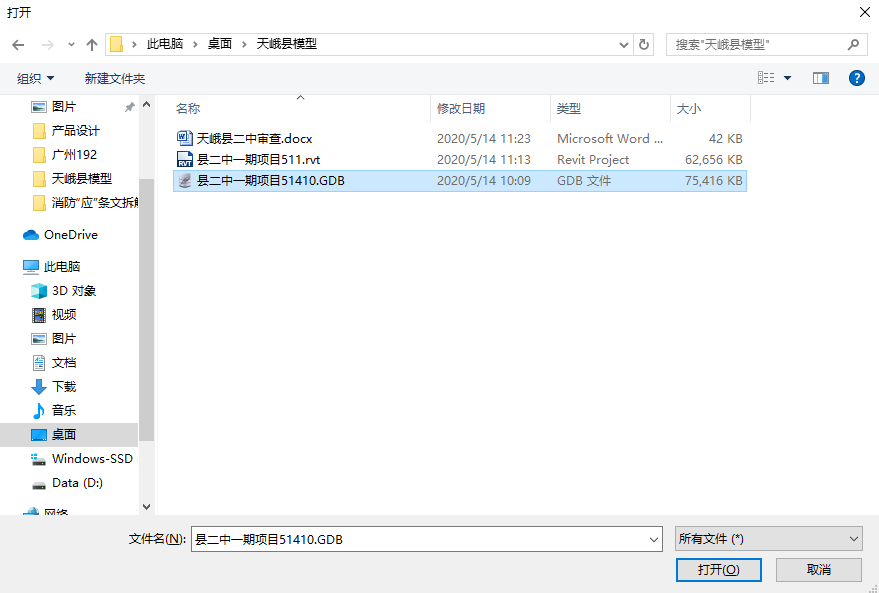 打开
此电脑 › 桌面 › 天峨县模型
搜索"天峨县模型"
组织 新建文件夹
名称 修改日期 类型 大小
天峨县二中审查.docx 2020/5/14 11:23 Microsoft Word ... 42 KB
县二中一期项目511.rvt 2020/5/14 11:13 Revit Project 62,656 KB
县二中一期项目51410.GDB 2020/5/14 10:09 GDB 文件 75,416 KB
图片
产品设计
广州192
天峨县模型
消防“应”条文拆解
OneDrive
此电脑
3D 对象
视频
图片
文档
下载
音乐
桌面
Windows-SSD
Data (D:)
网络
文件名(N): 县二中一期项目51410.GDB 所有文件 (*)
打开(O) 取消